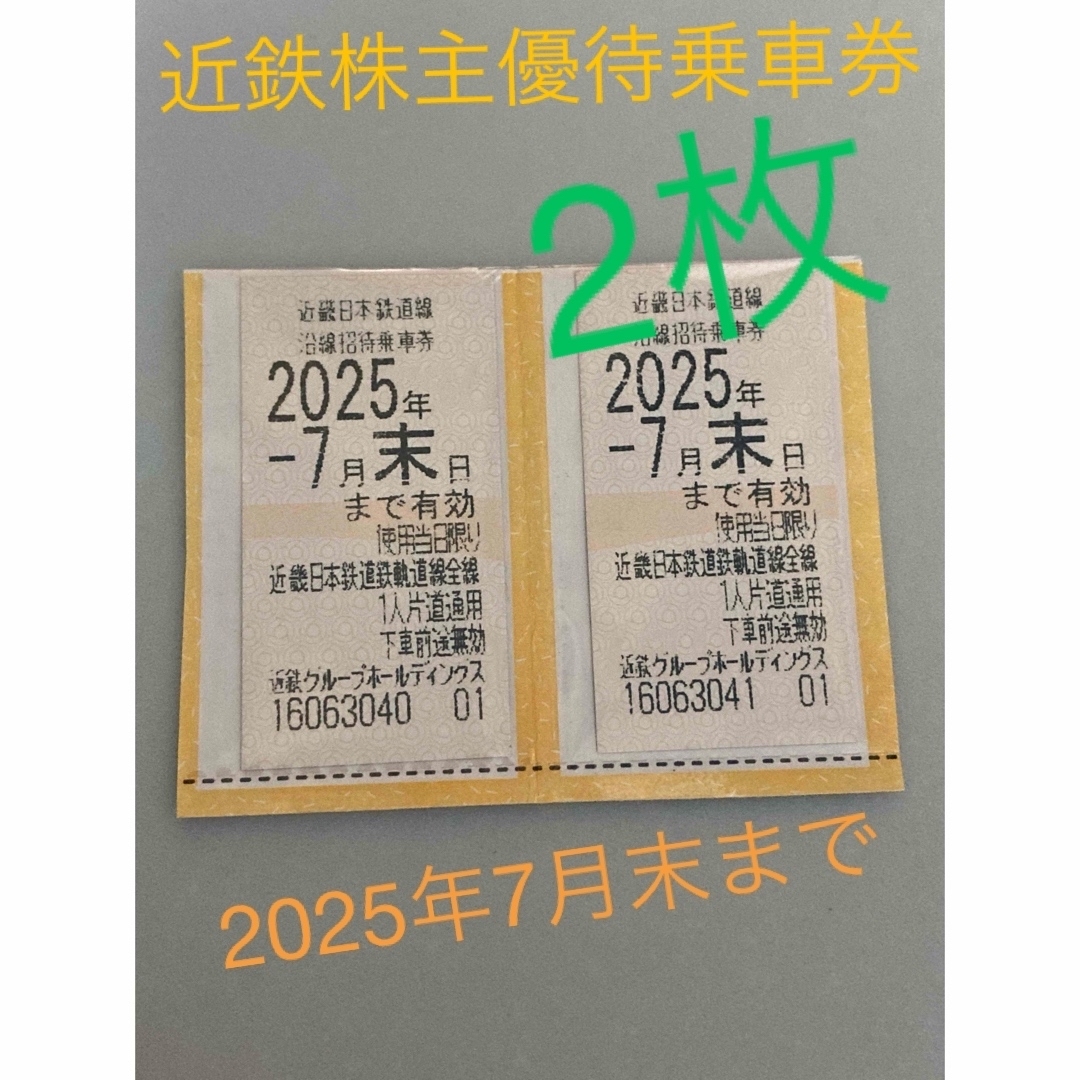 近鉄株主優待乗車券
2枚
近畿日本鉄道線
沿線招待乗車券
2025年
-7月末日
まで有効
使用当日限り
近畿日本鉄道鉄軌道線全線
1人片道通用
下車前途無効
近鉄グループホールディングス
16063040 01
近畿日本鉄道線
沿線招待乗車券
2025年
-7月末日
まで有効
使用当日限り
近畿日本鉄道鉄軌道線全線
1人片道通用
下車前途無効
近鉄グループホールディングス
16063041 01
2025年7月末まで